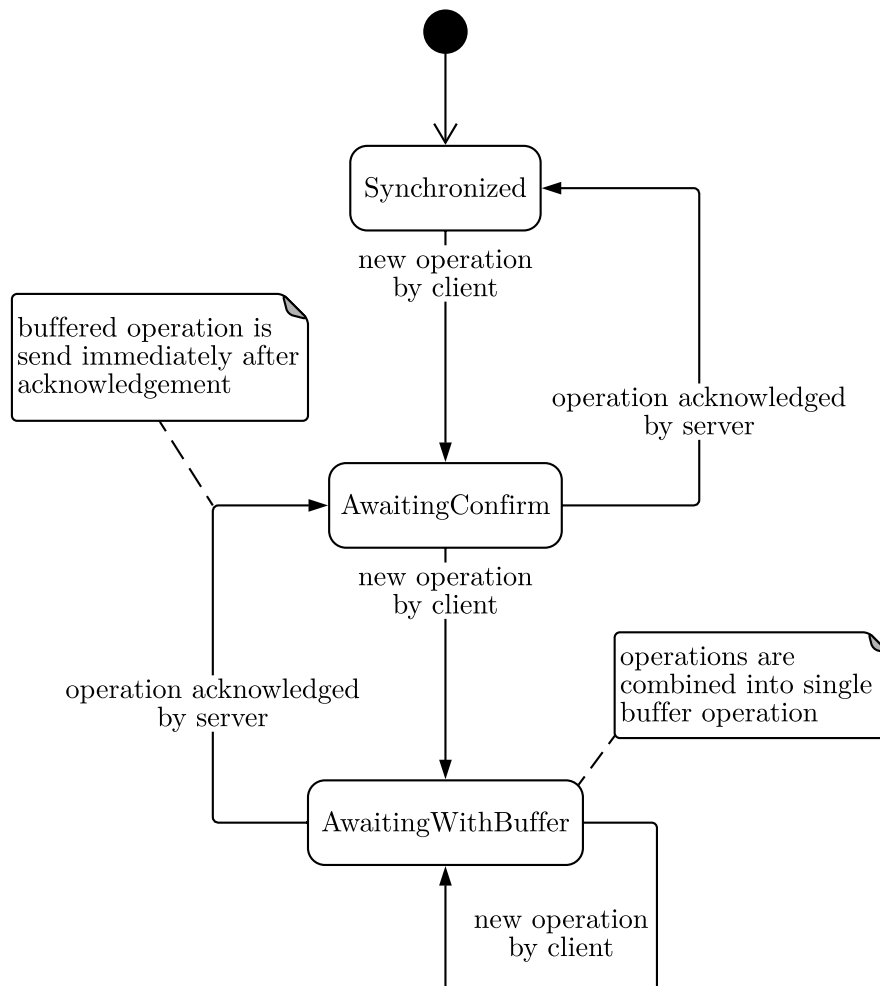 Synchronized
new operation
by client
buffered operation is
send immediately after
acknowledgement
operation acknowledged
by server
AwaitingConfirm
new operation
by client
operations are
combined into single
buffer operation
operation acknowledged
by server
AwaitingWithBuffer
new operation
by client